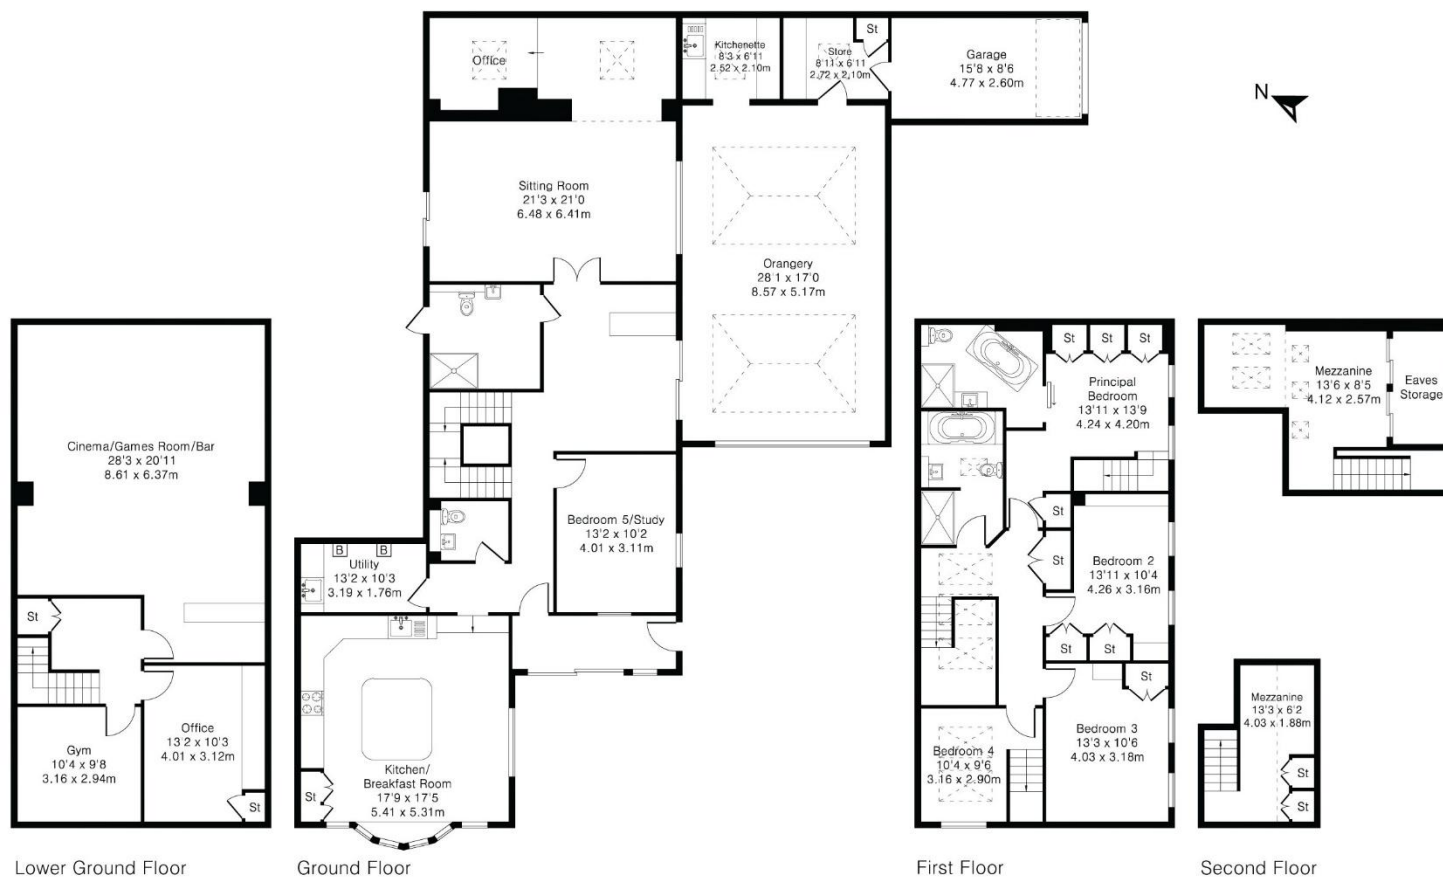 Office
Kitchenette
8'3 x 6'11
2.52 x 2.10m
Store
8'11 x 6'11
2.72 x 2.10m
St
Garage
15'8 x 8'6
4.77 x 2.60m
N
Sitting Room
21'3 x 21'0
6.48 x 6.41m
Orangery
28'1 x 17'0
8.57 x 5.17m
Cinema/Games Room/Bar
28'3 x 20'11
8.61 x 6.37m
St
Gym
10'4 x 9'8
3.16 x 2.94m
Office
13'2 x 10'3
4.01 x 3.12m
St
Lower Ground Floor
B
B
Utility
13'2 x 10'3
3.19 x 1.76m
Bedroom 5/Study
13'2 x 10'2
4.01 x 3.11m
St
Kitchen/
Breakfast Room
17'9 x 17'5
5.41 x 5.31m
Ground Floor
St
St
St
Principal
Bedroom
13'11 x 13'9
4.24 x 4.20m
St
St
Bedroom 2
13'11 x 10'4
4.26 x 3.16m
St
St
St
Bedroom 3
13'3 x 10'6
4.03 x 3.18m
Bedroom 4
10'4 x 9'6
3.16 x 2.90m
First Floor
Mezzanine
13'6 x 8'5
4.12 x 2.57m
Eaves
Storage
Mezzanine
13'3 x 6'2
4.03 x 1.88m
St
St
Second Floor